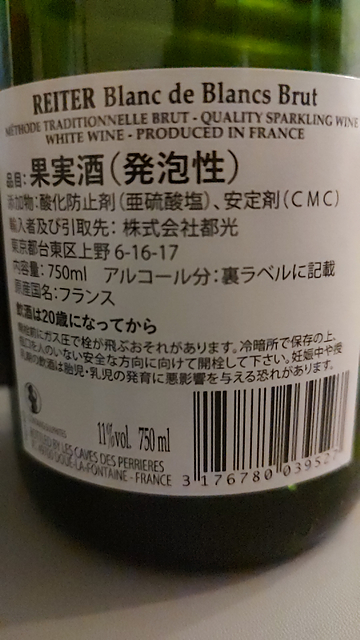 REITER Blanc de Blancs Brut
MÉTHODE TRADITIONNELLE BRUT - QUALITY SPARKLING WINE
WHITE WINE - PRODUCED IN FRANCE
品目：果実酒（発泡性）
添加物：酸化防止剤（亜硫酸塩）、安定剤（CMC）
輸入者及び引取先： 株式会社都光
東京都台東区上野 6-16-17
内容量：750ml アルコール分：裏ラベルに記載
原産国名：フランス
飲酒は20歳になってから
開栓前にガス圧で栓が飛ぶおそれがあります。冷暗所で保存の上、
瓶口を人のいない安全な方向に向けて開栓して下さい。妊娠中や授
乳期の飲酒は胎児・乳児の発育に悪影響を与える恐れがあります。
11%vol. 750 ml
BOTTLED BY LES CAVES DES PERRIERES
DOUÉ-LA-FONTAINE - FRANCE
3 176780 03952